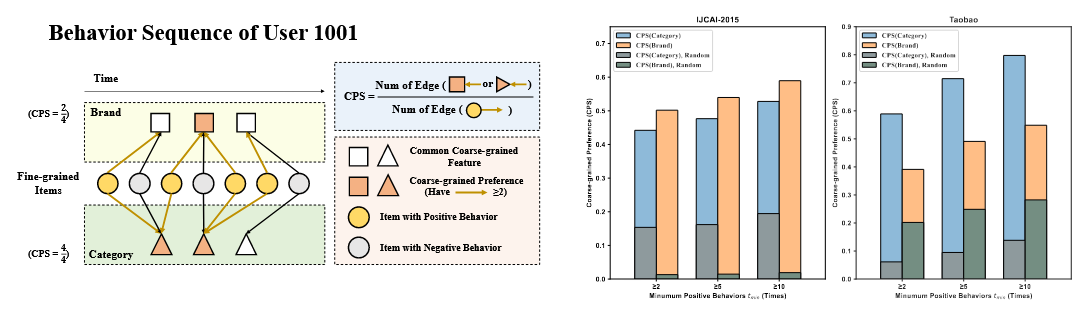 Behavior Sequence of User 1001
Time
(CPS = 2/4)
Brand
Fine-grained
Items
(CPS = 4/4)
Category
CPS = Num of Edge ( or ) / Num of Edge ( )
Common Coarse-grained
Feature
Coarse-grained Preference
(Have ≥2)
Item with Positive Behavior
Item with Negative Behavior
IJCAI-2015
CPS(Category)
CPS(Brand)
CPS(Category), Random
CPS(Brand), Random
Coarse-grained Preference (CPS)
0.7
0.6
0.5
0.4
0.3
0.2
0.1
0.0
≥2
≥5
≥10
Minumum Positive Behaviors (Times)
Taobao
CPS(Category)
CPS(Brand)
CPS(Category), Random
CPS(Brand), Random
Coarse-grained Preference (CPS)
0.9
0.8
0.7
0.6
0.5
0.4
0.3
0.2
0.1
0.0
≥2
≥5
≥10
Minumum Positive Behaviors (Times)